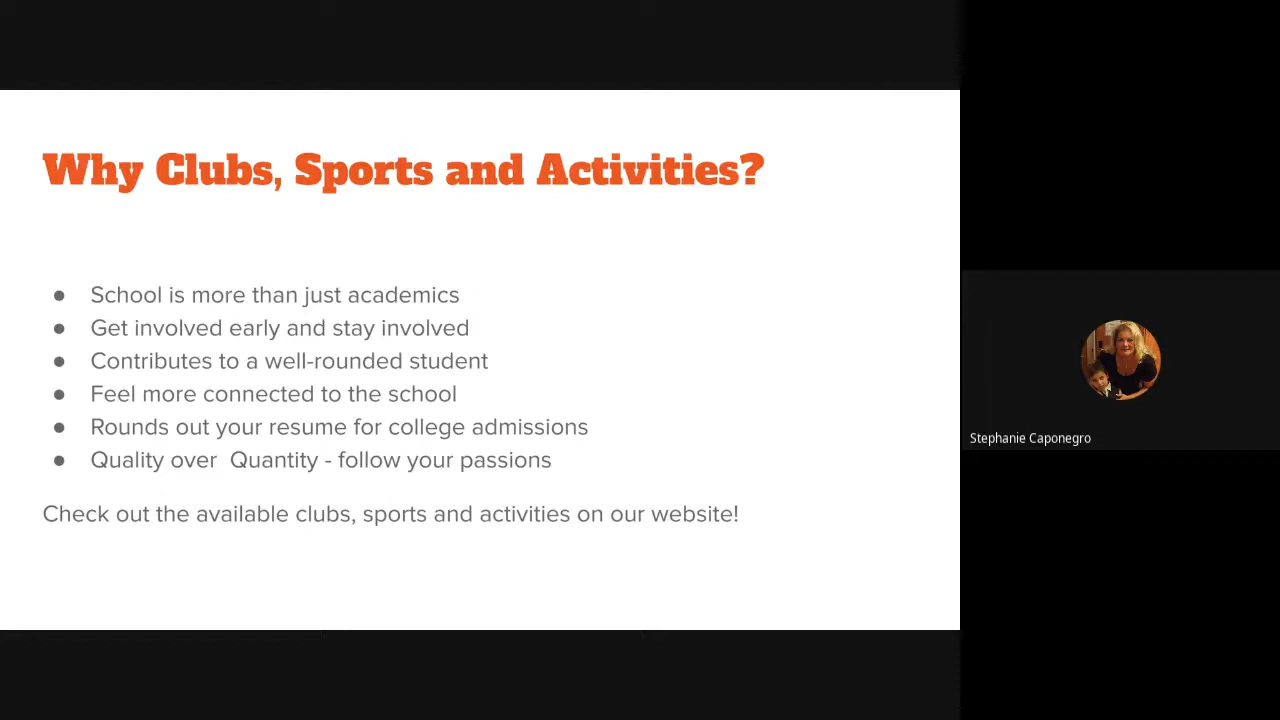 Why Clubs, Sports and Activities?
● School is more than just academics
● Get involved early and stay involved
● Contributes to a well-rounded student
● Feel more connected to the school
● Rounds out your resume for college admissions
● Quality over  Quantity - follow your passions
Check out the available clubs, sports and activities on our website!
Stephanie Caponegro